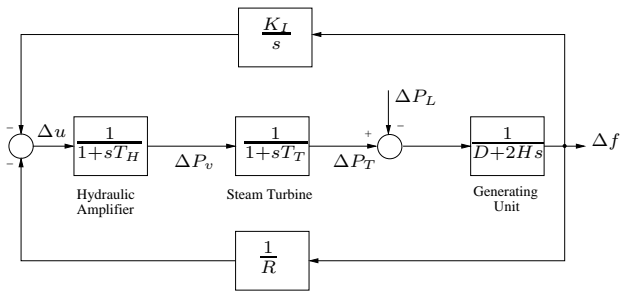 K_I
s
ΔP_L
−
−
Δu
1
1+sT_H
ΔP_v
1
1+sT_T
ΔP_T
+
−
1
D+2Hs
Δf
Hydraulic
Amplifier
Steam Turbine
Generating
Unit
1
R